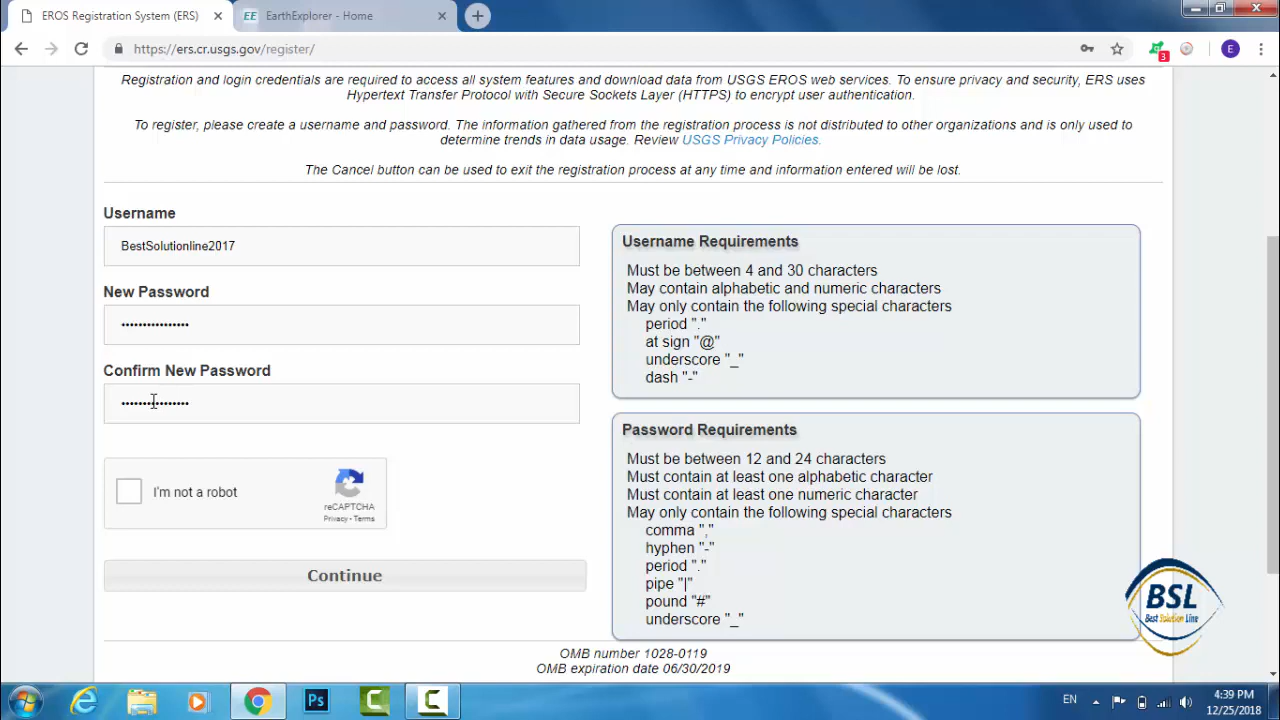 EROS Registration System (ERS)
EarthExplorer - Home
https://ers.cr.usgs.gov/register/
3
E
Registration and login credentials are required to access all system features and download data from USGS EROS web services. To ensure privacy and security, ERS uses
Hypertext Transfer Protocol with Secure Sockets Layer (HTTPS) to encrypt user authentication.
To register, please create a username and password. The information gathered from the registration process is not distributed to other organizations and is only used to
determine trends in data usage. Review USGS Privacy Policies.
The Cancel button can be used to exit the registration process at any time and information entered will be lost.
Username
BestSolutionline2017
New Password
Confirm New Password
I'm not a robot
reCAPTCHA
Privacy - Terms
Continue
Username Requirements
Must be between 4 and 30 characters
May contain alphabetic and numeric characters
May only contain the following special characters
period "."
at sign "@"
underscore "_"
dash "-"
Password Requirements
Must be between 12 and 24 characters
Must contain at least one alphabetic character
Must contain at least one numeric character
May only contain the following special characters
comma ","
hyphen "-"
period "."
pipe "|"
pound "#"
underscore "_"
OMB number 1028-0119
OMB expiration date 06/30/2019
BSL
Best Solution Line
Ps
EN
4:39 PM
12/25/2018